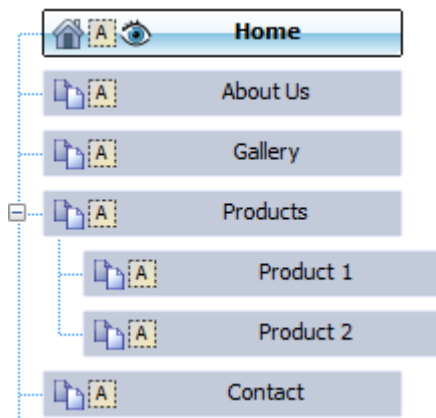 A Home
A About Us
A Gallery
A Products
A Product 1
A Product 2
A Contact